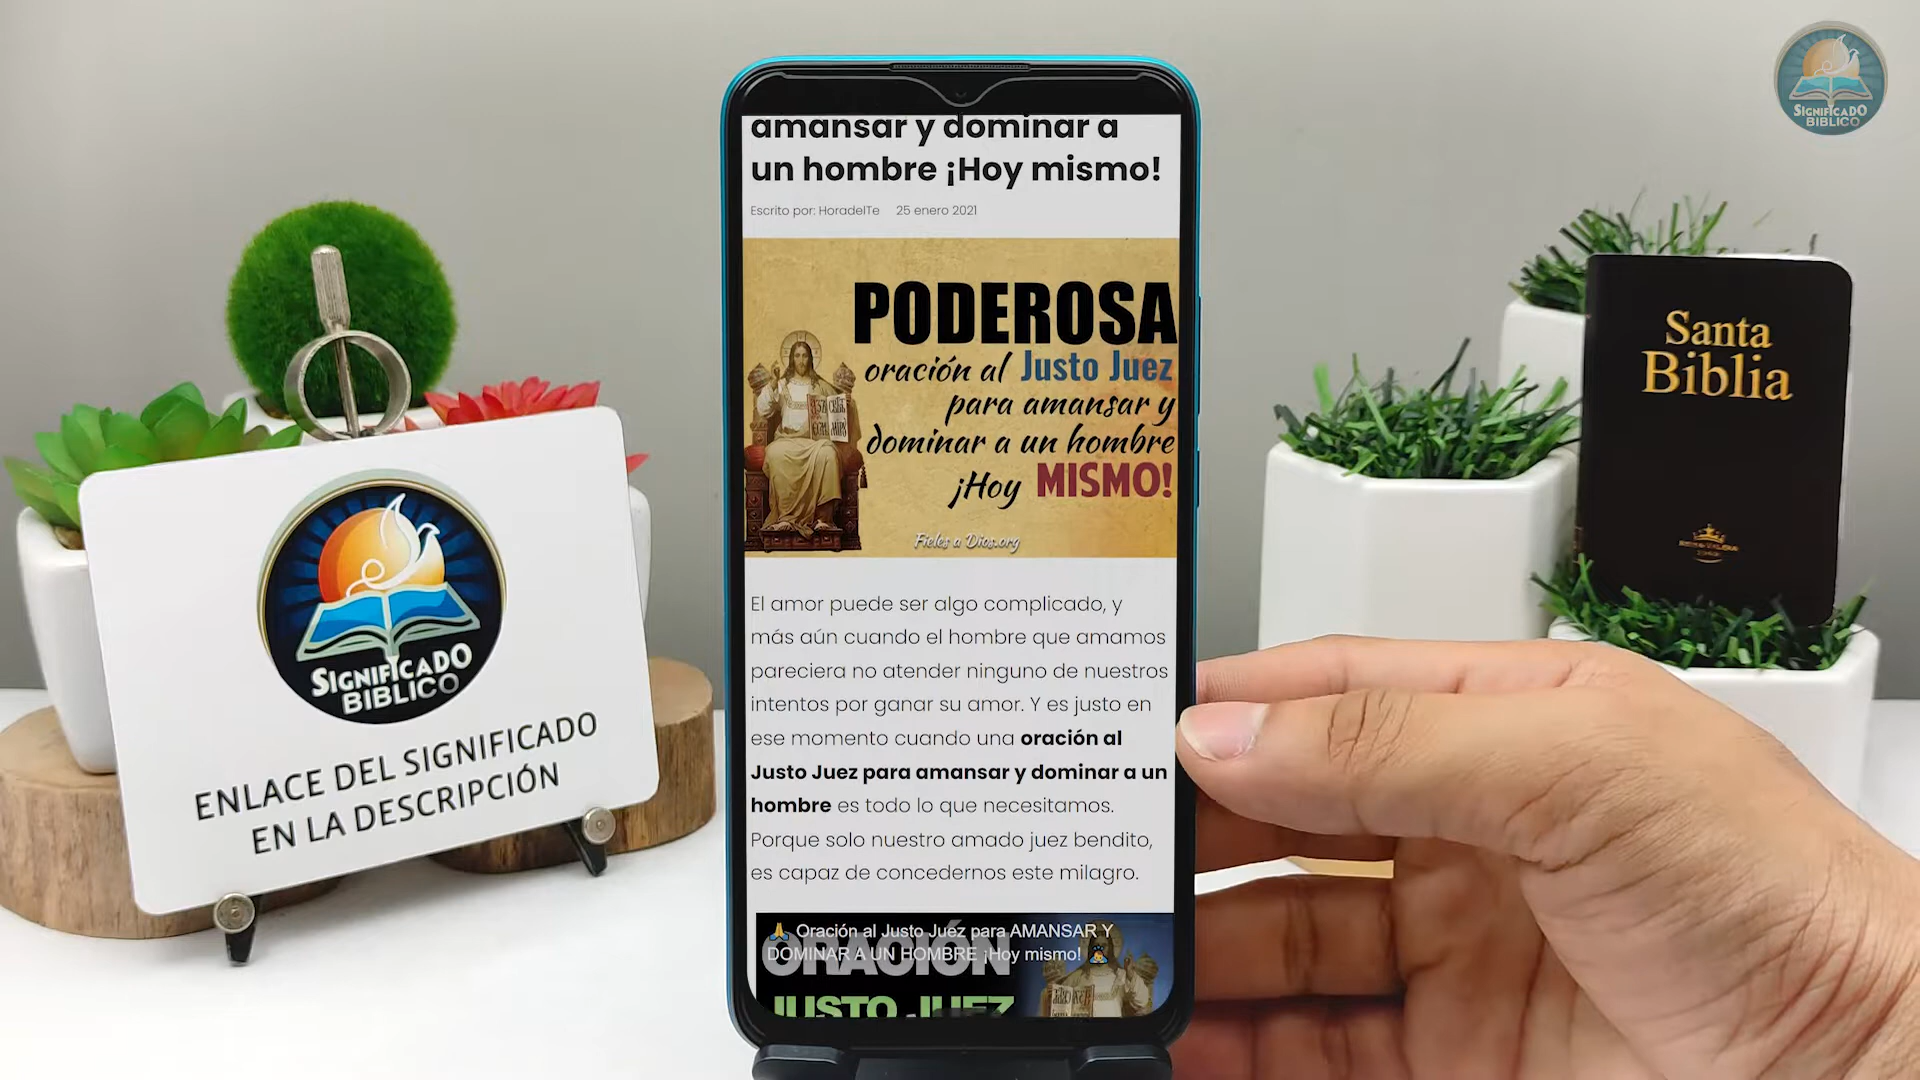 SIGNIFICADO
BIBLICO
amansar y dominar a
un hombre ¡Hoy mismo!
Escrito por: HoradelTe 25 enero 2021
PODEROSA
oración al Justo Juez
para amansar y
dominar a un hombre
¡Hoy MISMO!
Fieles a Dios.org
El amor puede ser algo complicado, y
más aún cuando el hombre que amamos
pareciera no atender ninguno de nuestros
intentos por ganar su amor. Y es justo en
ese momento cuando una oración al
Justo Juez para amansar y dominar a un
hombre es todo lo que necesitamos.
Porque solo nuestro amado juez bendito,
es capaz de concedernos este milagro.
🙏 Oración al Justo Juez para AMANSAR Y
DOMINAR A UN HOMBRE ¡Hoy mismo! 🙇
ORACIÓN
JUSTO JUEZ
SIGNIFICADO
BIBLICO
ENLACE DEL SIGNIFICADO
EN LA DESCRIPCIÓN
Santa
Biblia